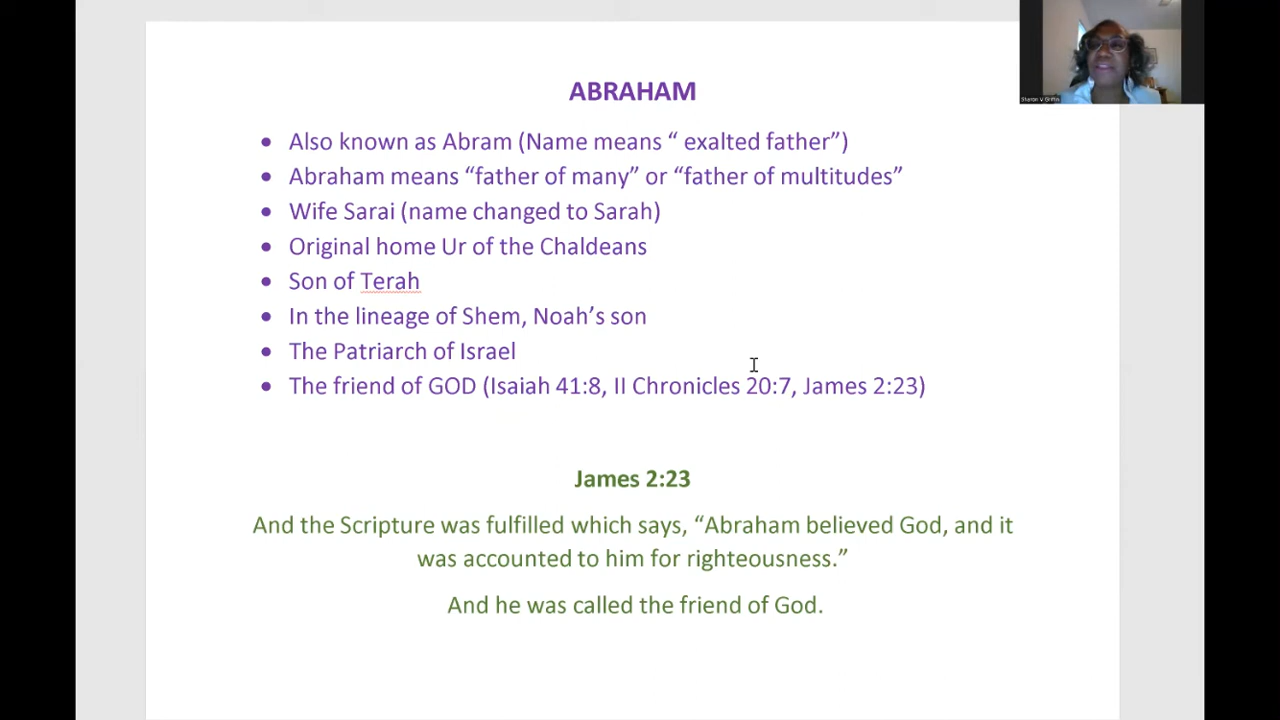 ABRAHAM
• Also known as Abram (Name means “ exalted father”)
• Abraham means “father of many” or “father of multitudes”
• Wife Sarai (name changed to Sarah)
• Original home Ur of the Chaldeans
• Son of Terah
• In the lineage of Shem, Noah’s son
• The Patriarch of Israel
• The friend of GOD (Isaiah 41:8, II Chronicles 20:7, James 2:23)
James 2:23
And the Scripture was fulfilled which says, “Abraham believed God, and it
was accounted to him for righteousness.”
And he was called the friend of God.
Sharon V Griffin